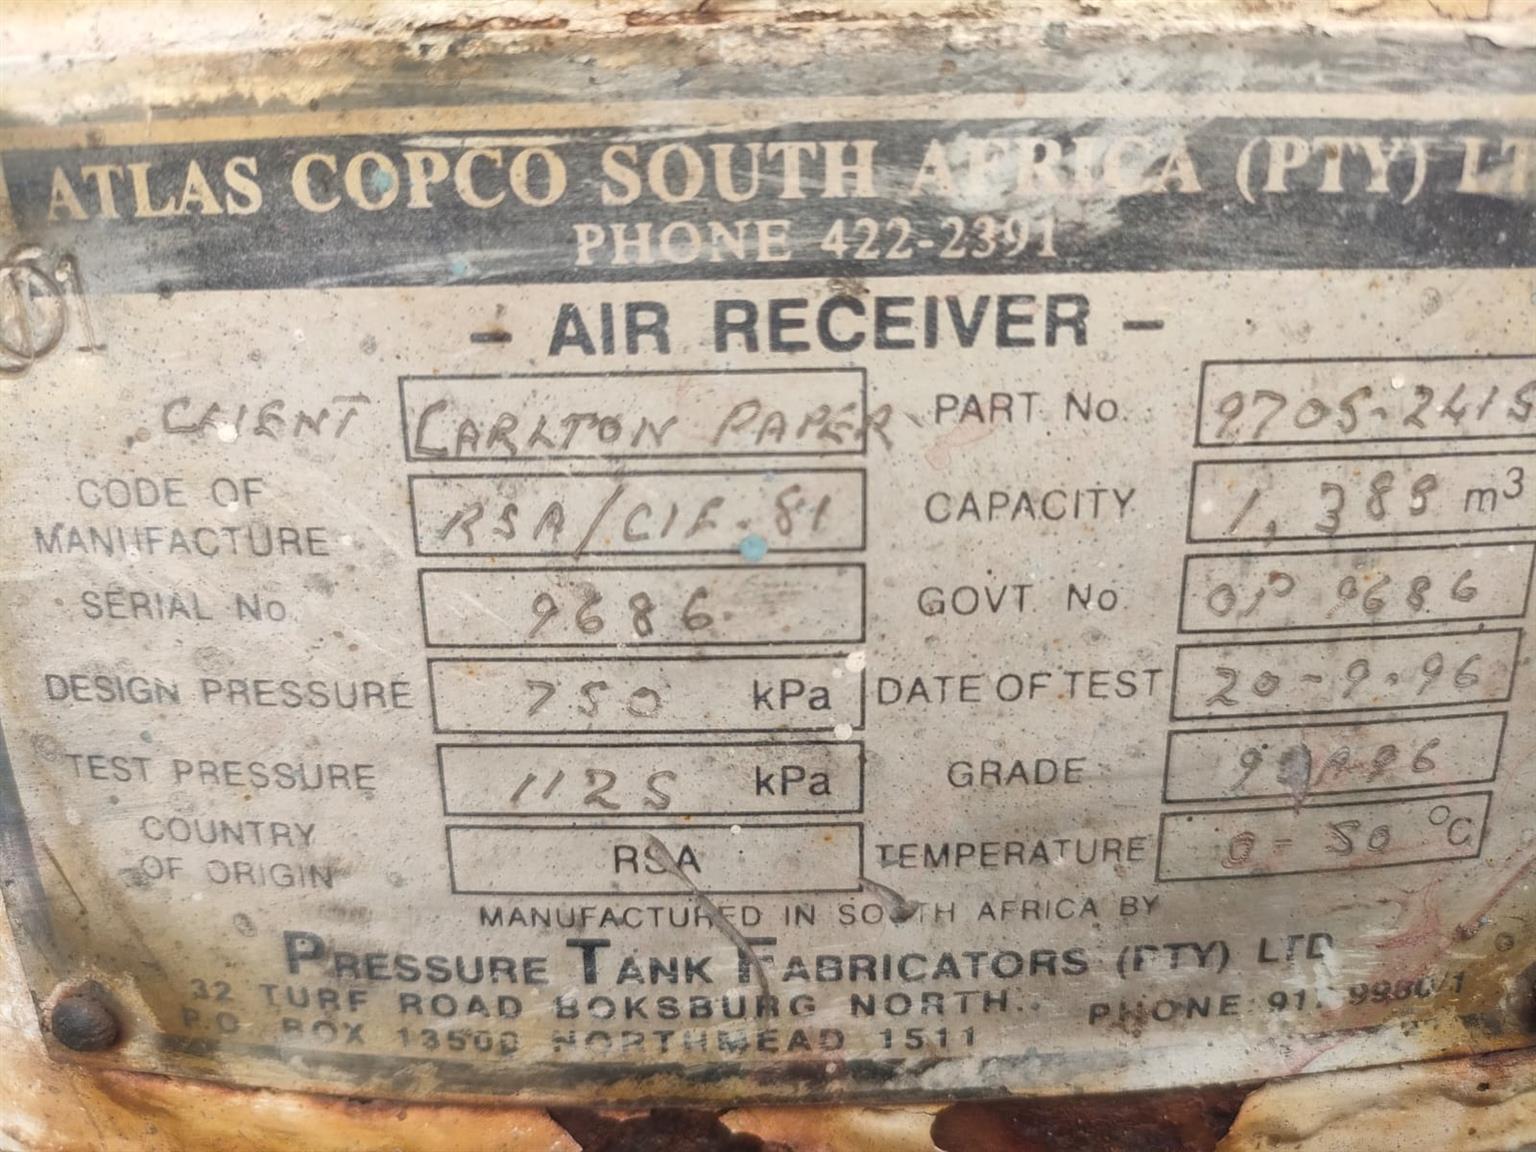 ATLAS COPCO SOUTH AFRICA (PTY) LT
PHONE 422-2391
- AIR RECEIVER -
CLIENT CARLTON PAPER PART No. 9705-2415
CODE OF MANUFACTURE RSA/CIE.81 CAPACITY 1,389 m³
SERIAL No. 9686 GOVT. No. OP 9686
DESIGN PRESSURE 750 kPa DATE OF TEST 20-9.96
TEST PRESSURE 1125 kPa GRADE
COUNTRY OF ORIGIN RSA TEMPERATURE 0-50 °C
MANUFACTURED IN SOUTH AFRICA BY
PRESSURE TANK FABRICATORS (PTY) LTD
32 TURF ROAD BOKSBURG NORTH. PHONE 91
P.O. BOX NORTHMEAD 1511